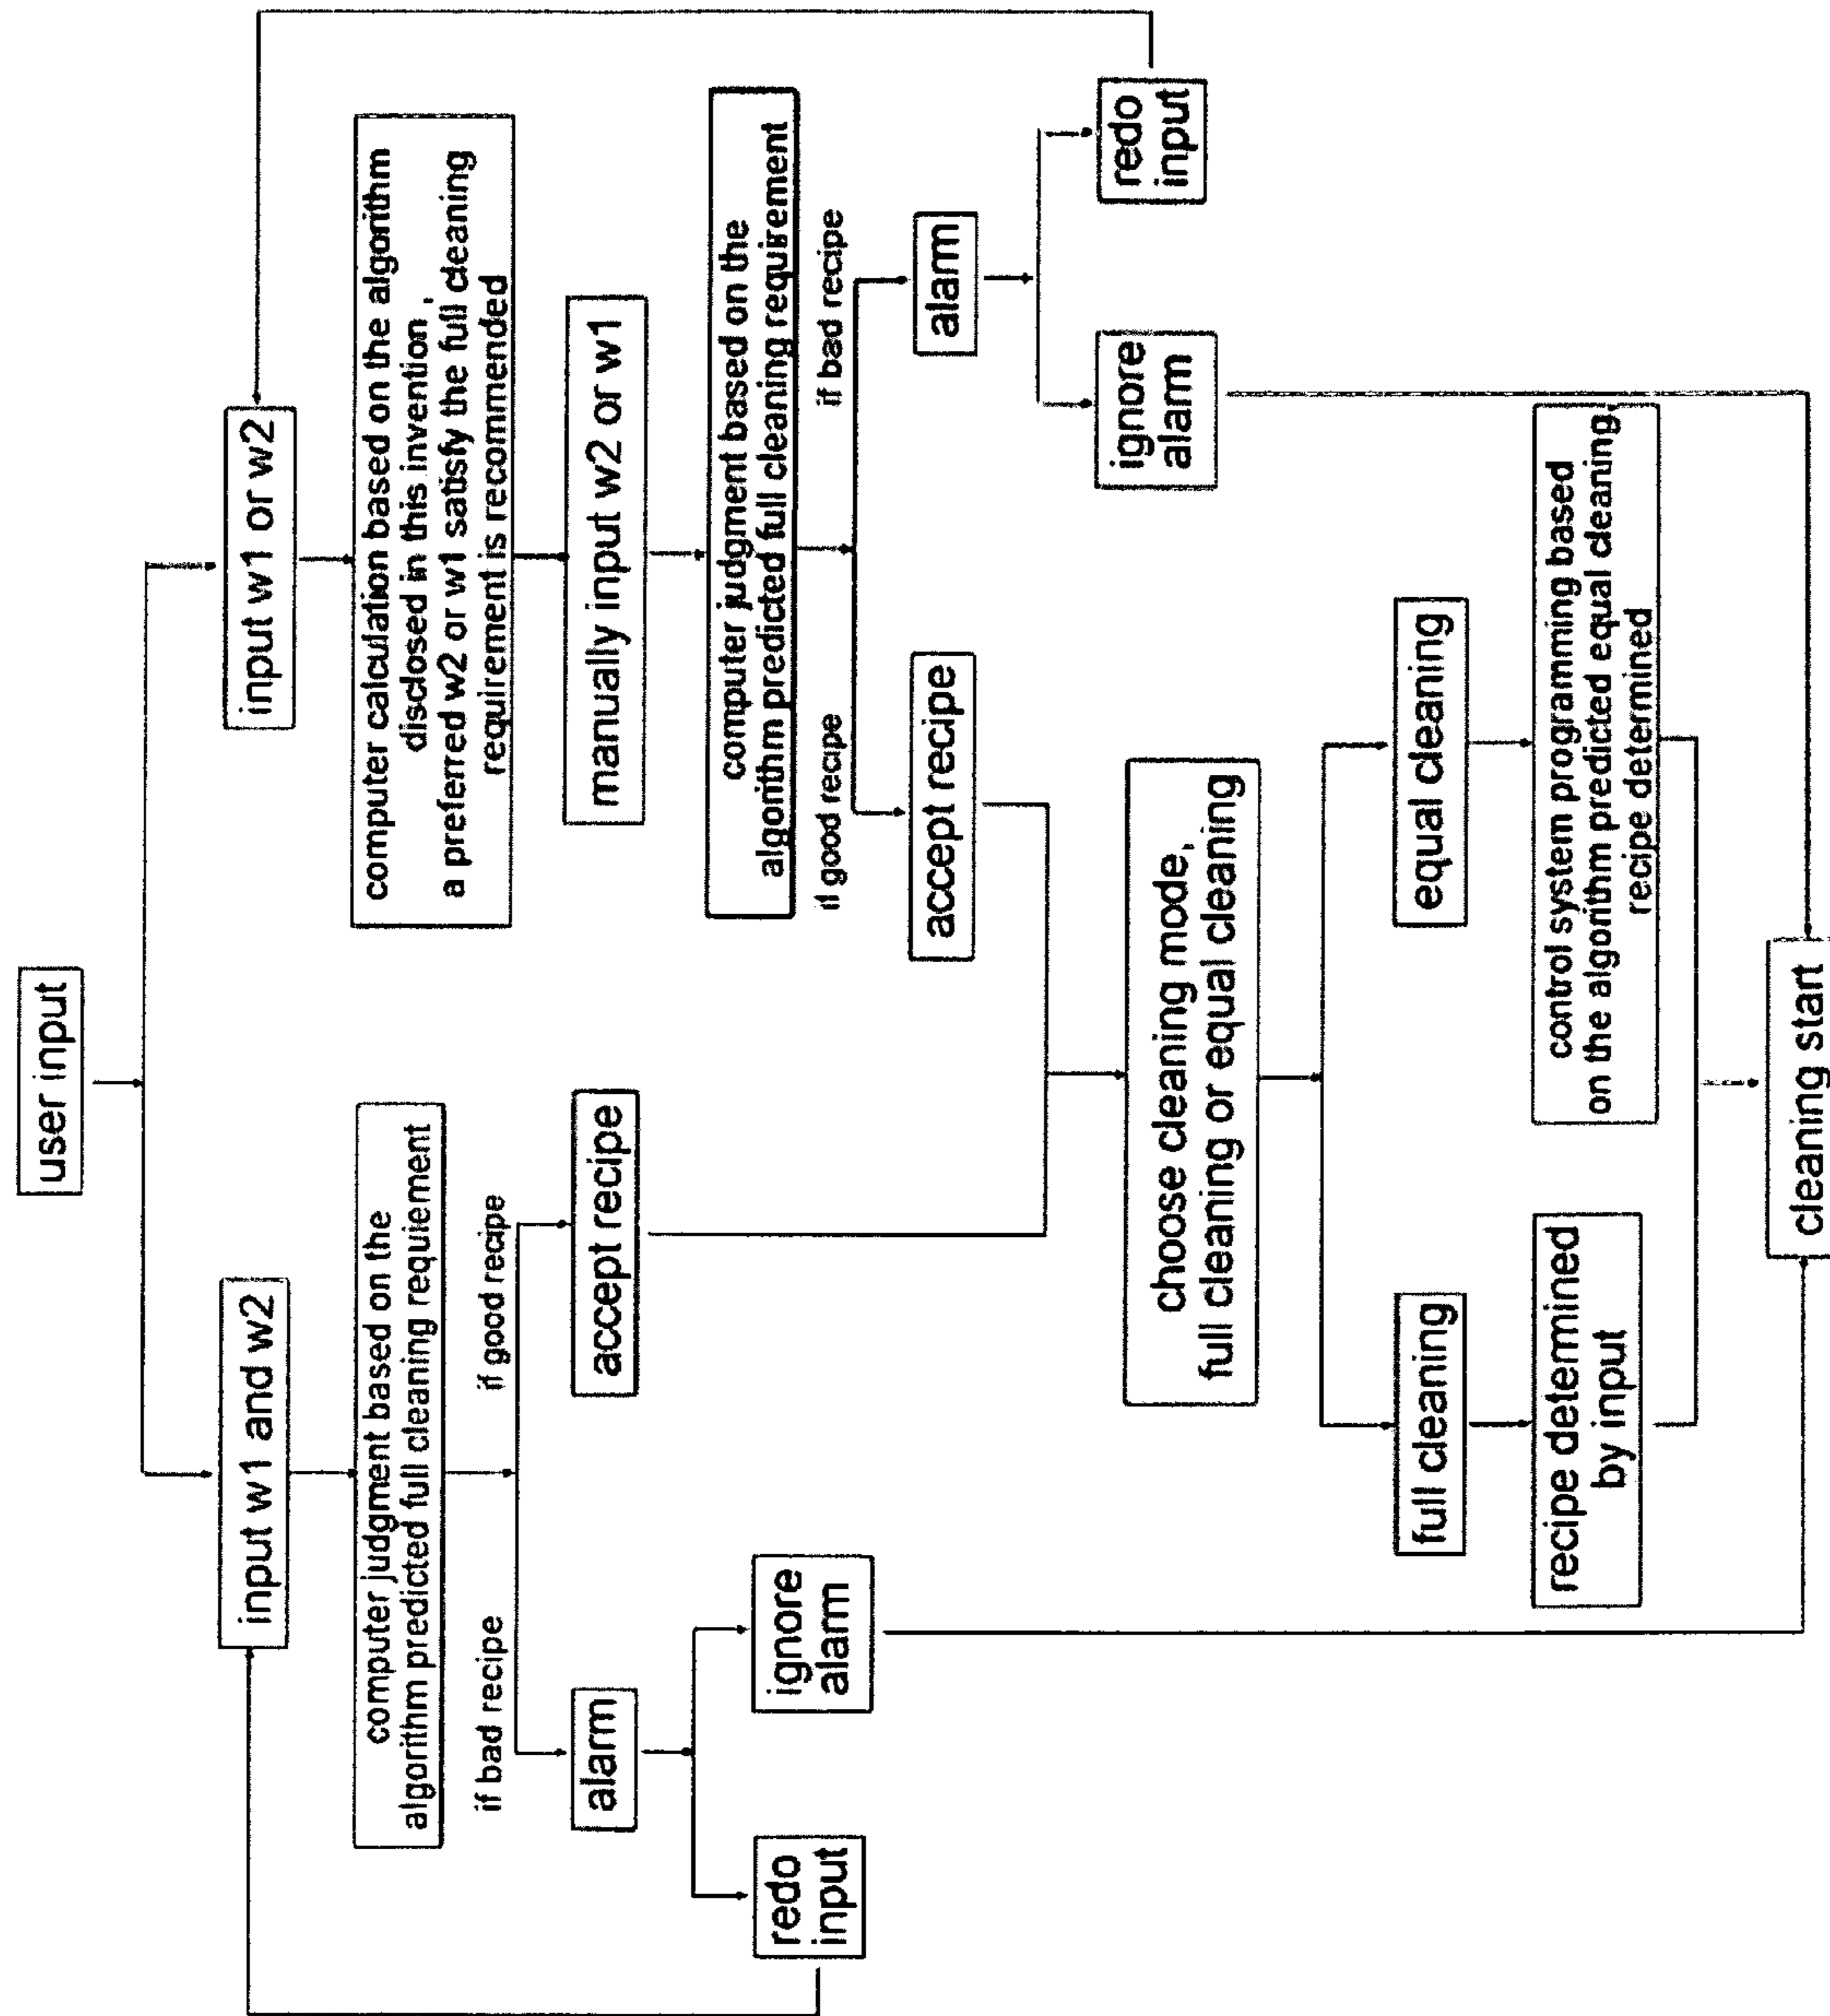 user input
input w1 and w2
computer judgment based on the
algorithm predicted full cleaning requiement
if bad recipe
if good recipe
alarm
accept recipe
redo
input
ignore
alarm
input w1 or w2
computer calculation based on the algorithm
disclosed in this invention ,
a preferred w2 or w1 satisfy the full cleaning
requirement is recommended
manually input w2 or w1
computer judgment based on the
algorithm predicted full cleaning requirement
if good recipe
if bad recipe
accept recipe
alarm
ignore
alarm
redo
input
choose cleaning mode,
full cleaning or equal cleaning
full cleaning
equal cleaning
recipe determined
by input
control system programming based
on the algorithm predicted equal cleaning,
recipe determined
cleaning start